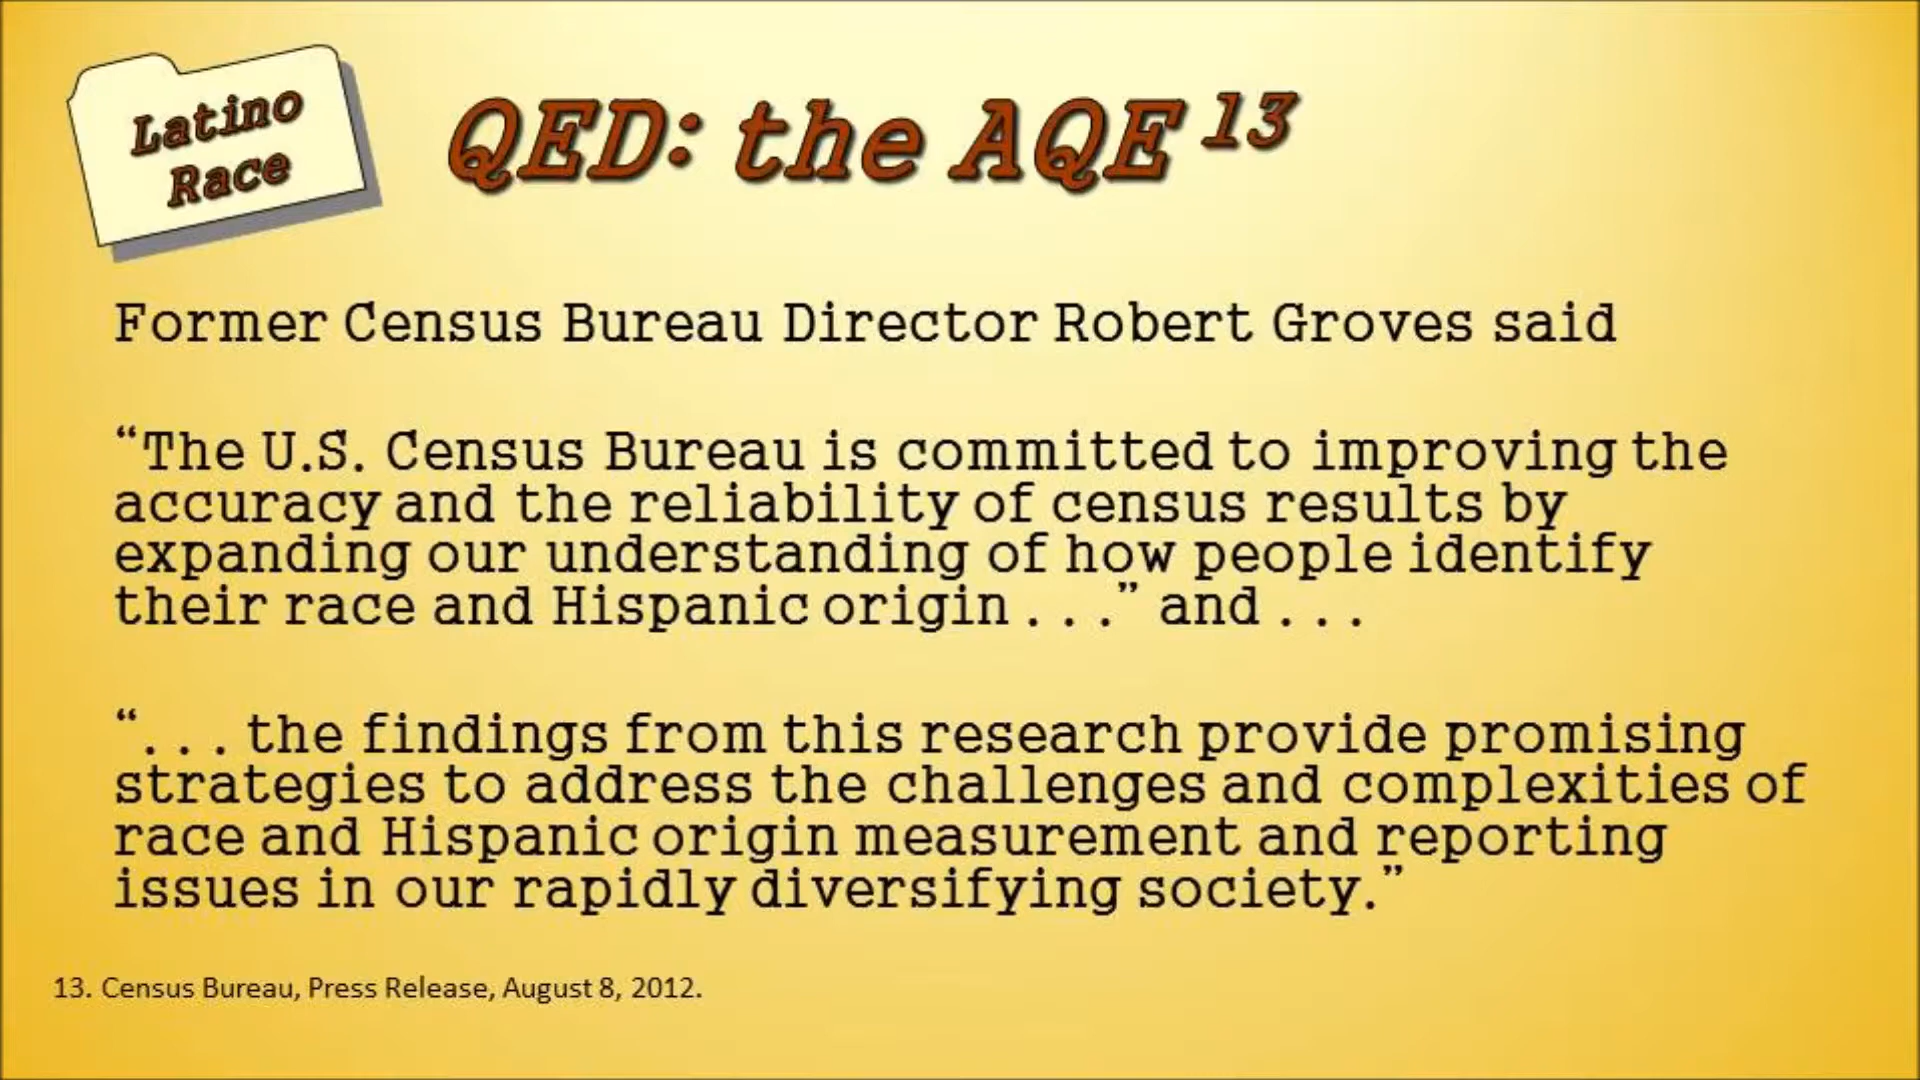 Latino
Race
QED: the AQE 13
Former Census Bureau Director Robert Groves said
“The U.S. Census Bureau is committed to improving the
accuracy and the reliability of census results by
expanding our understanding of how people identify
their race and Hispanic origin . . .” and . . .
“. . . the findings from this research provide promising
strategies to address the challenges and complexities of
race and Hispanic origin measurement and reporting
issues in our rapidly diversifying society.”
13. Census Bureau, Press Release, August 8, 2012.